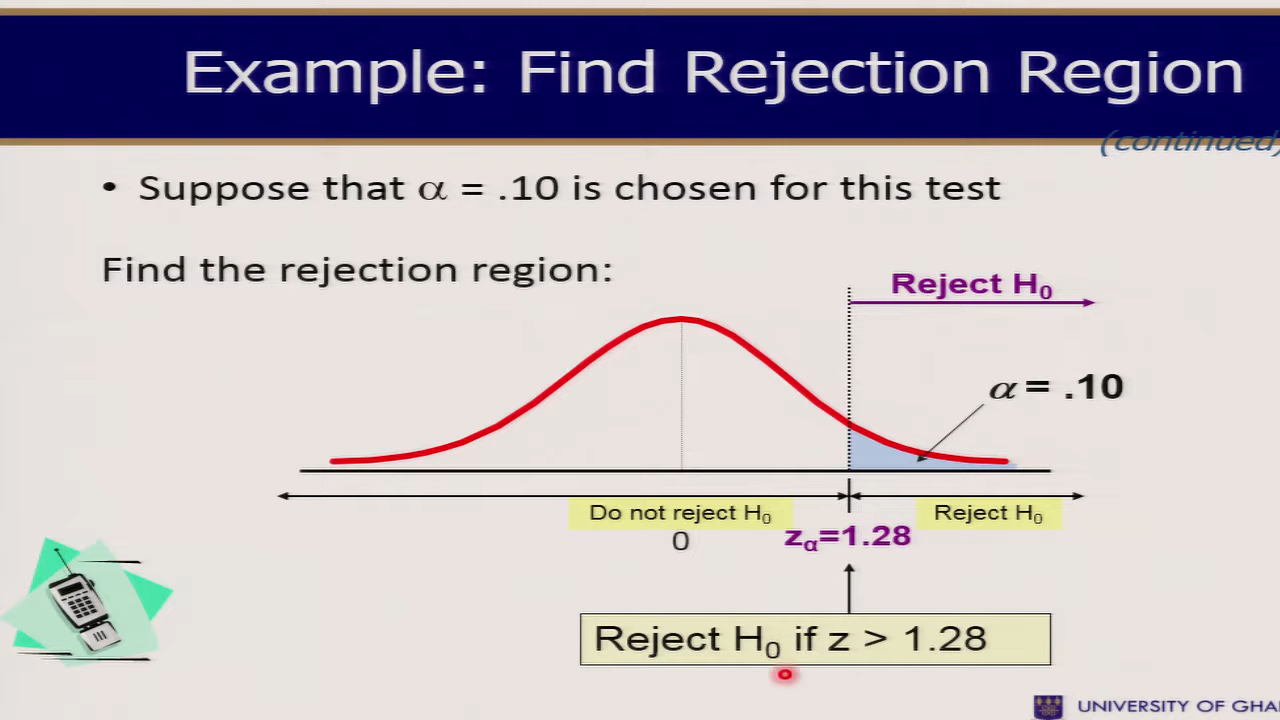 Example: Find Rejection Region
(continued)
• Suppose that α = .10 is chosen for this test
Find the rejection region:
Reject H₀
α = .10
Do not reject H₀
Reject H₀
0
zα=1.28
Reject H₀ if z > 1.28
UNIVERSITY OF GHA